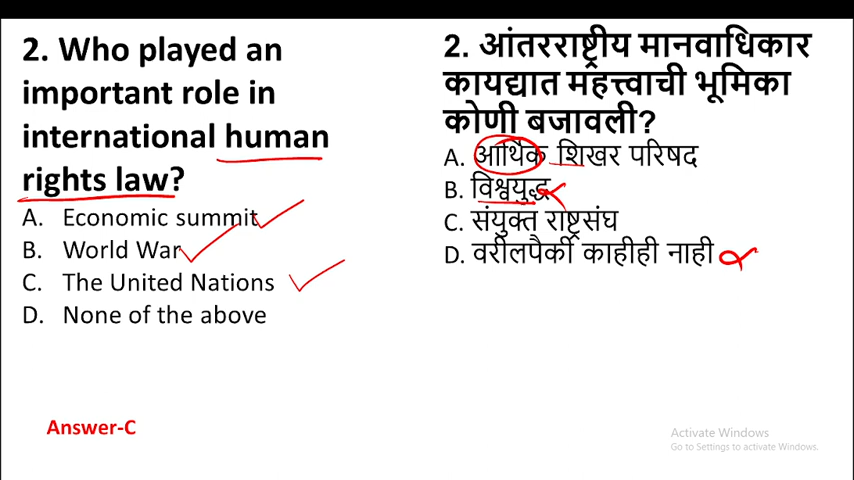 2. Who played an
important role in
international human
rights law?
A. Economic summit
B. World War
C. The United Nations
D. None of the above
Answer-C
2. आंतरराष्ट्रीय मानवाधिकार
कायद्यात महत्त्वाची भूमिका
कोणी बजावली?
A. आर्थिक शिखर परिषद
B. विश्वयुद्ध
C. संयुक्त राष्ट्रसंघ
D. वरीलपैकी काहीही नाही
Activate Windows
Go to Settings to activate Windows.